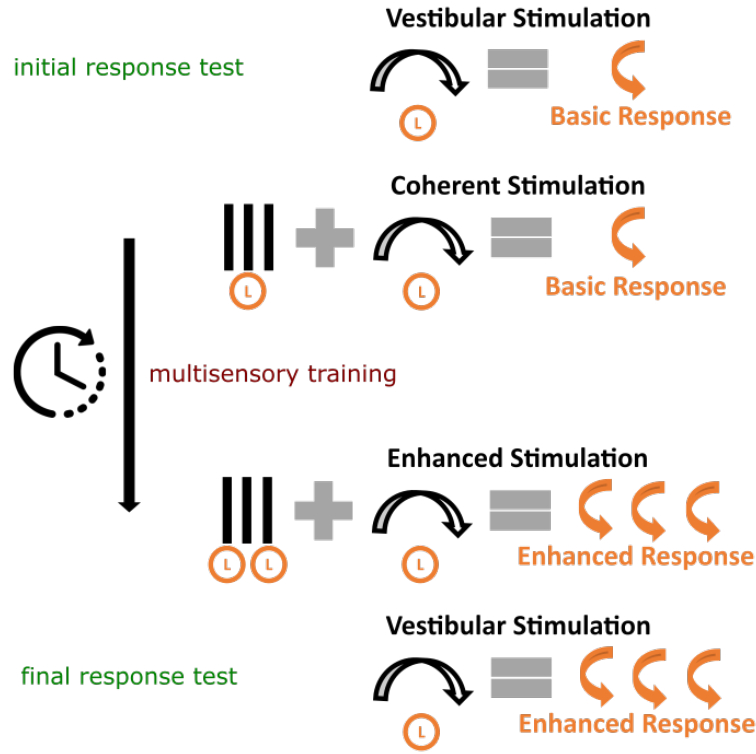 Vestibular Stimulation
initial response test
L
Basic Response
Coherent Stimulation
L
L
Basic Response
multisensory training
Enhanced Stimulation
L
L
L
Enhanced Response
Vestibular Stimulation
final response test
L
Enhanced Response